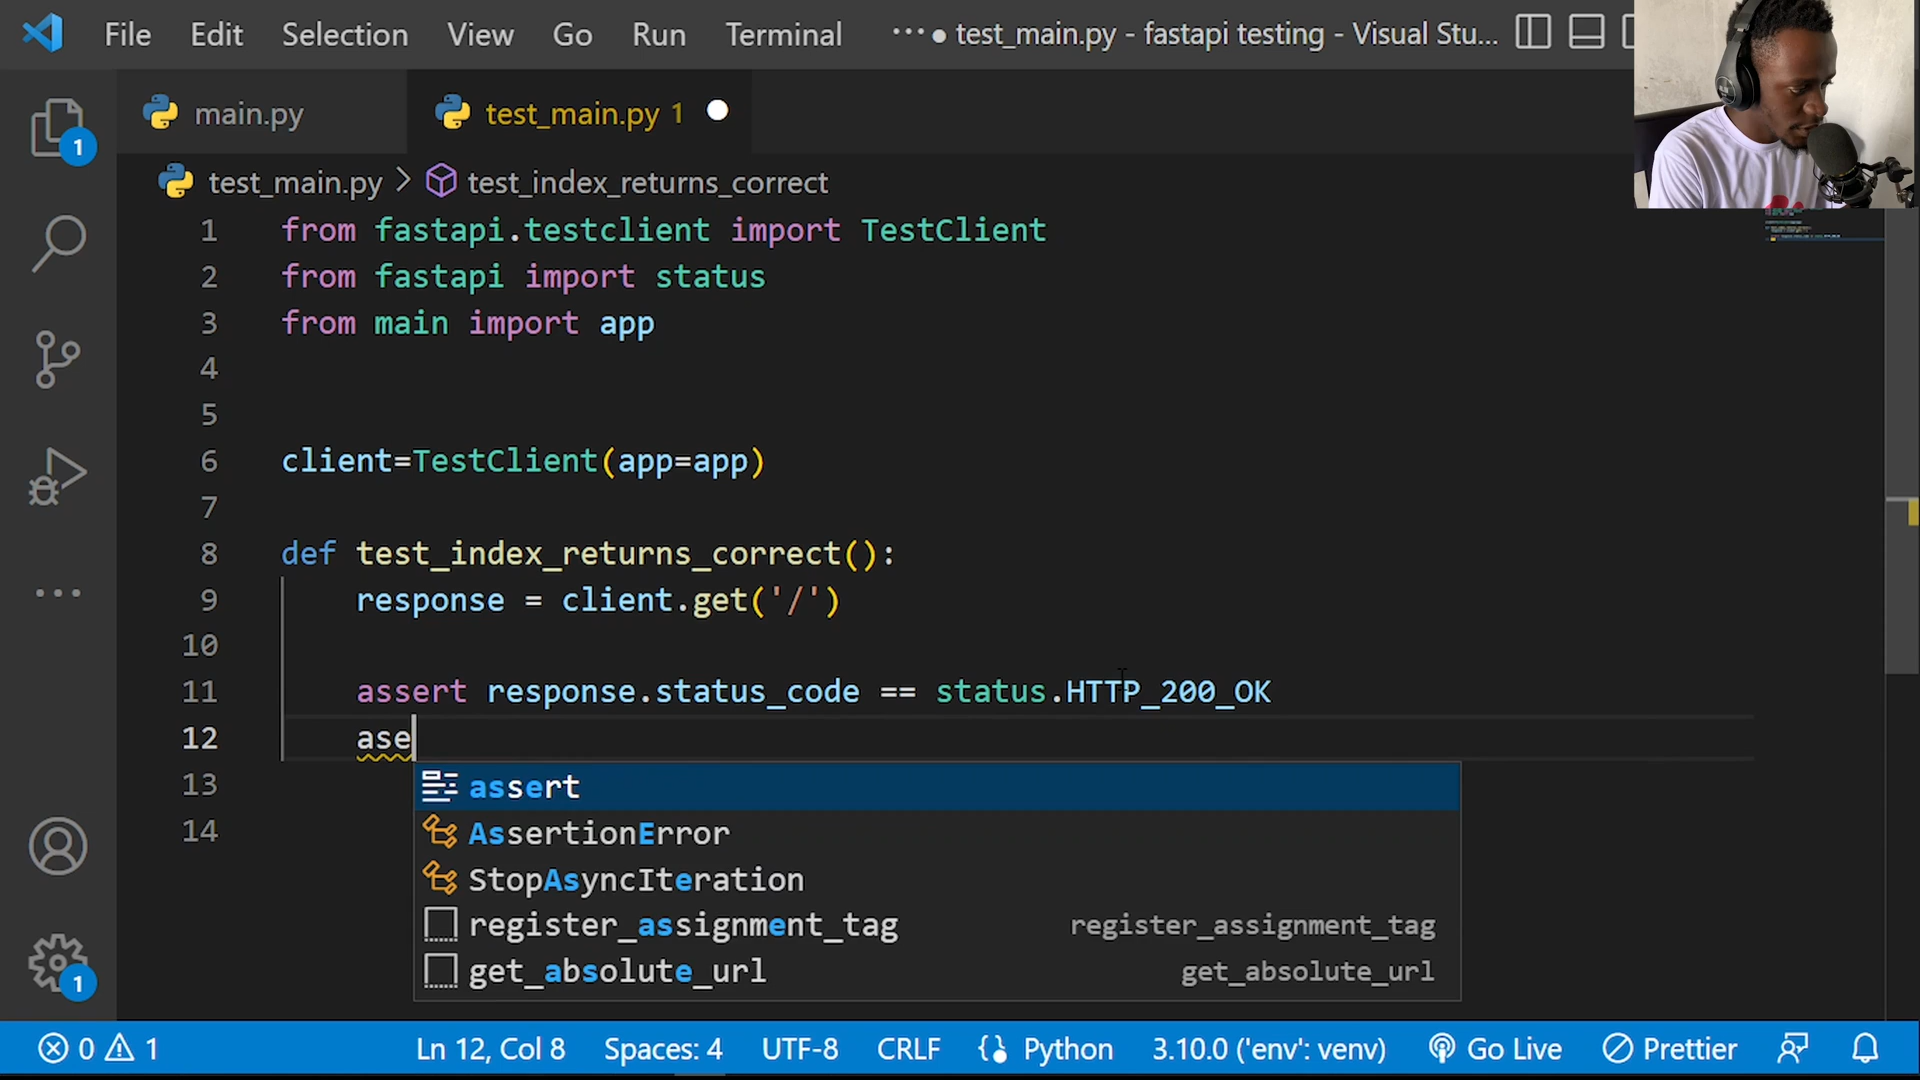 File Edit Selection View Go Run Terminal ··· ● test_main.py - fastapi testing - Visual Stu...
main.py test_main.py 1
1
test_main.py > test_index_returns_correct
1 from fastapi.testclient import TestClient
2 from fastapi import status
3 from main import app
4
5
6 client=TestClient(app=app)
7
8 def test_index_returns_correct():
9 response = client.get('/')
10
11 assert response.status_code == status.HTTP_200_OK
12 ase
13 assert
14 AssertionError
StopAsyncIteration
register_assignment_tag register_assignment_tag
get_absolute_url get_absolute_url
1
0 1 Ln 12, Col 8 Spaces: 4 UTF-8 CRLF Python 3.10.0 ('env': venv) Go Live Prettier